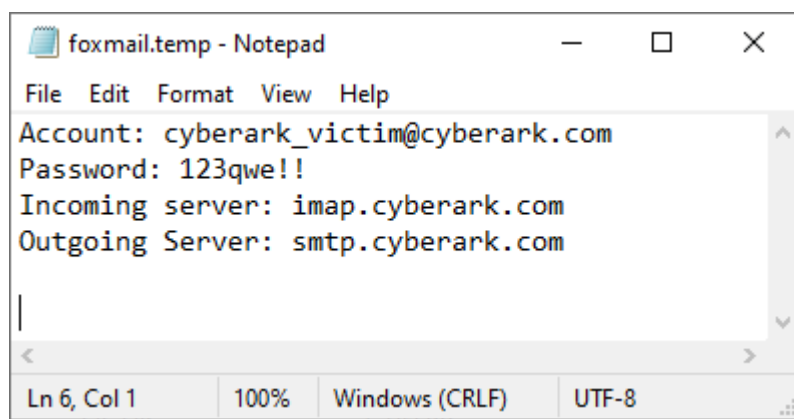 foxmail.temp - Notepad
File Edit Format View Help
Account: cyberark_victim@cyberark.com
Password: 123qwe!!
Incoming server: imap.cyberark.com
Outgoing Server: smtp.cyberark.com
Ln 6, Col 1 100% Windows (CRLF) UTF-8